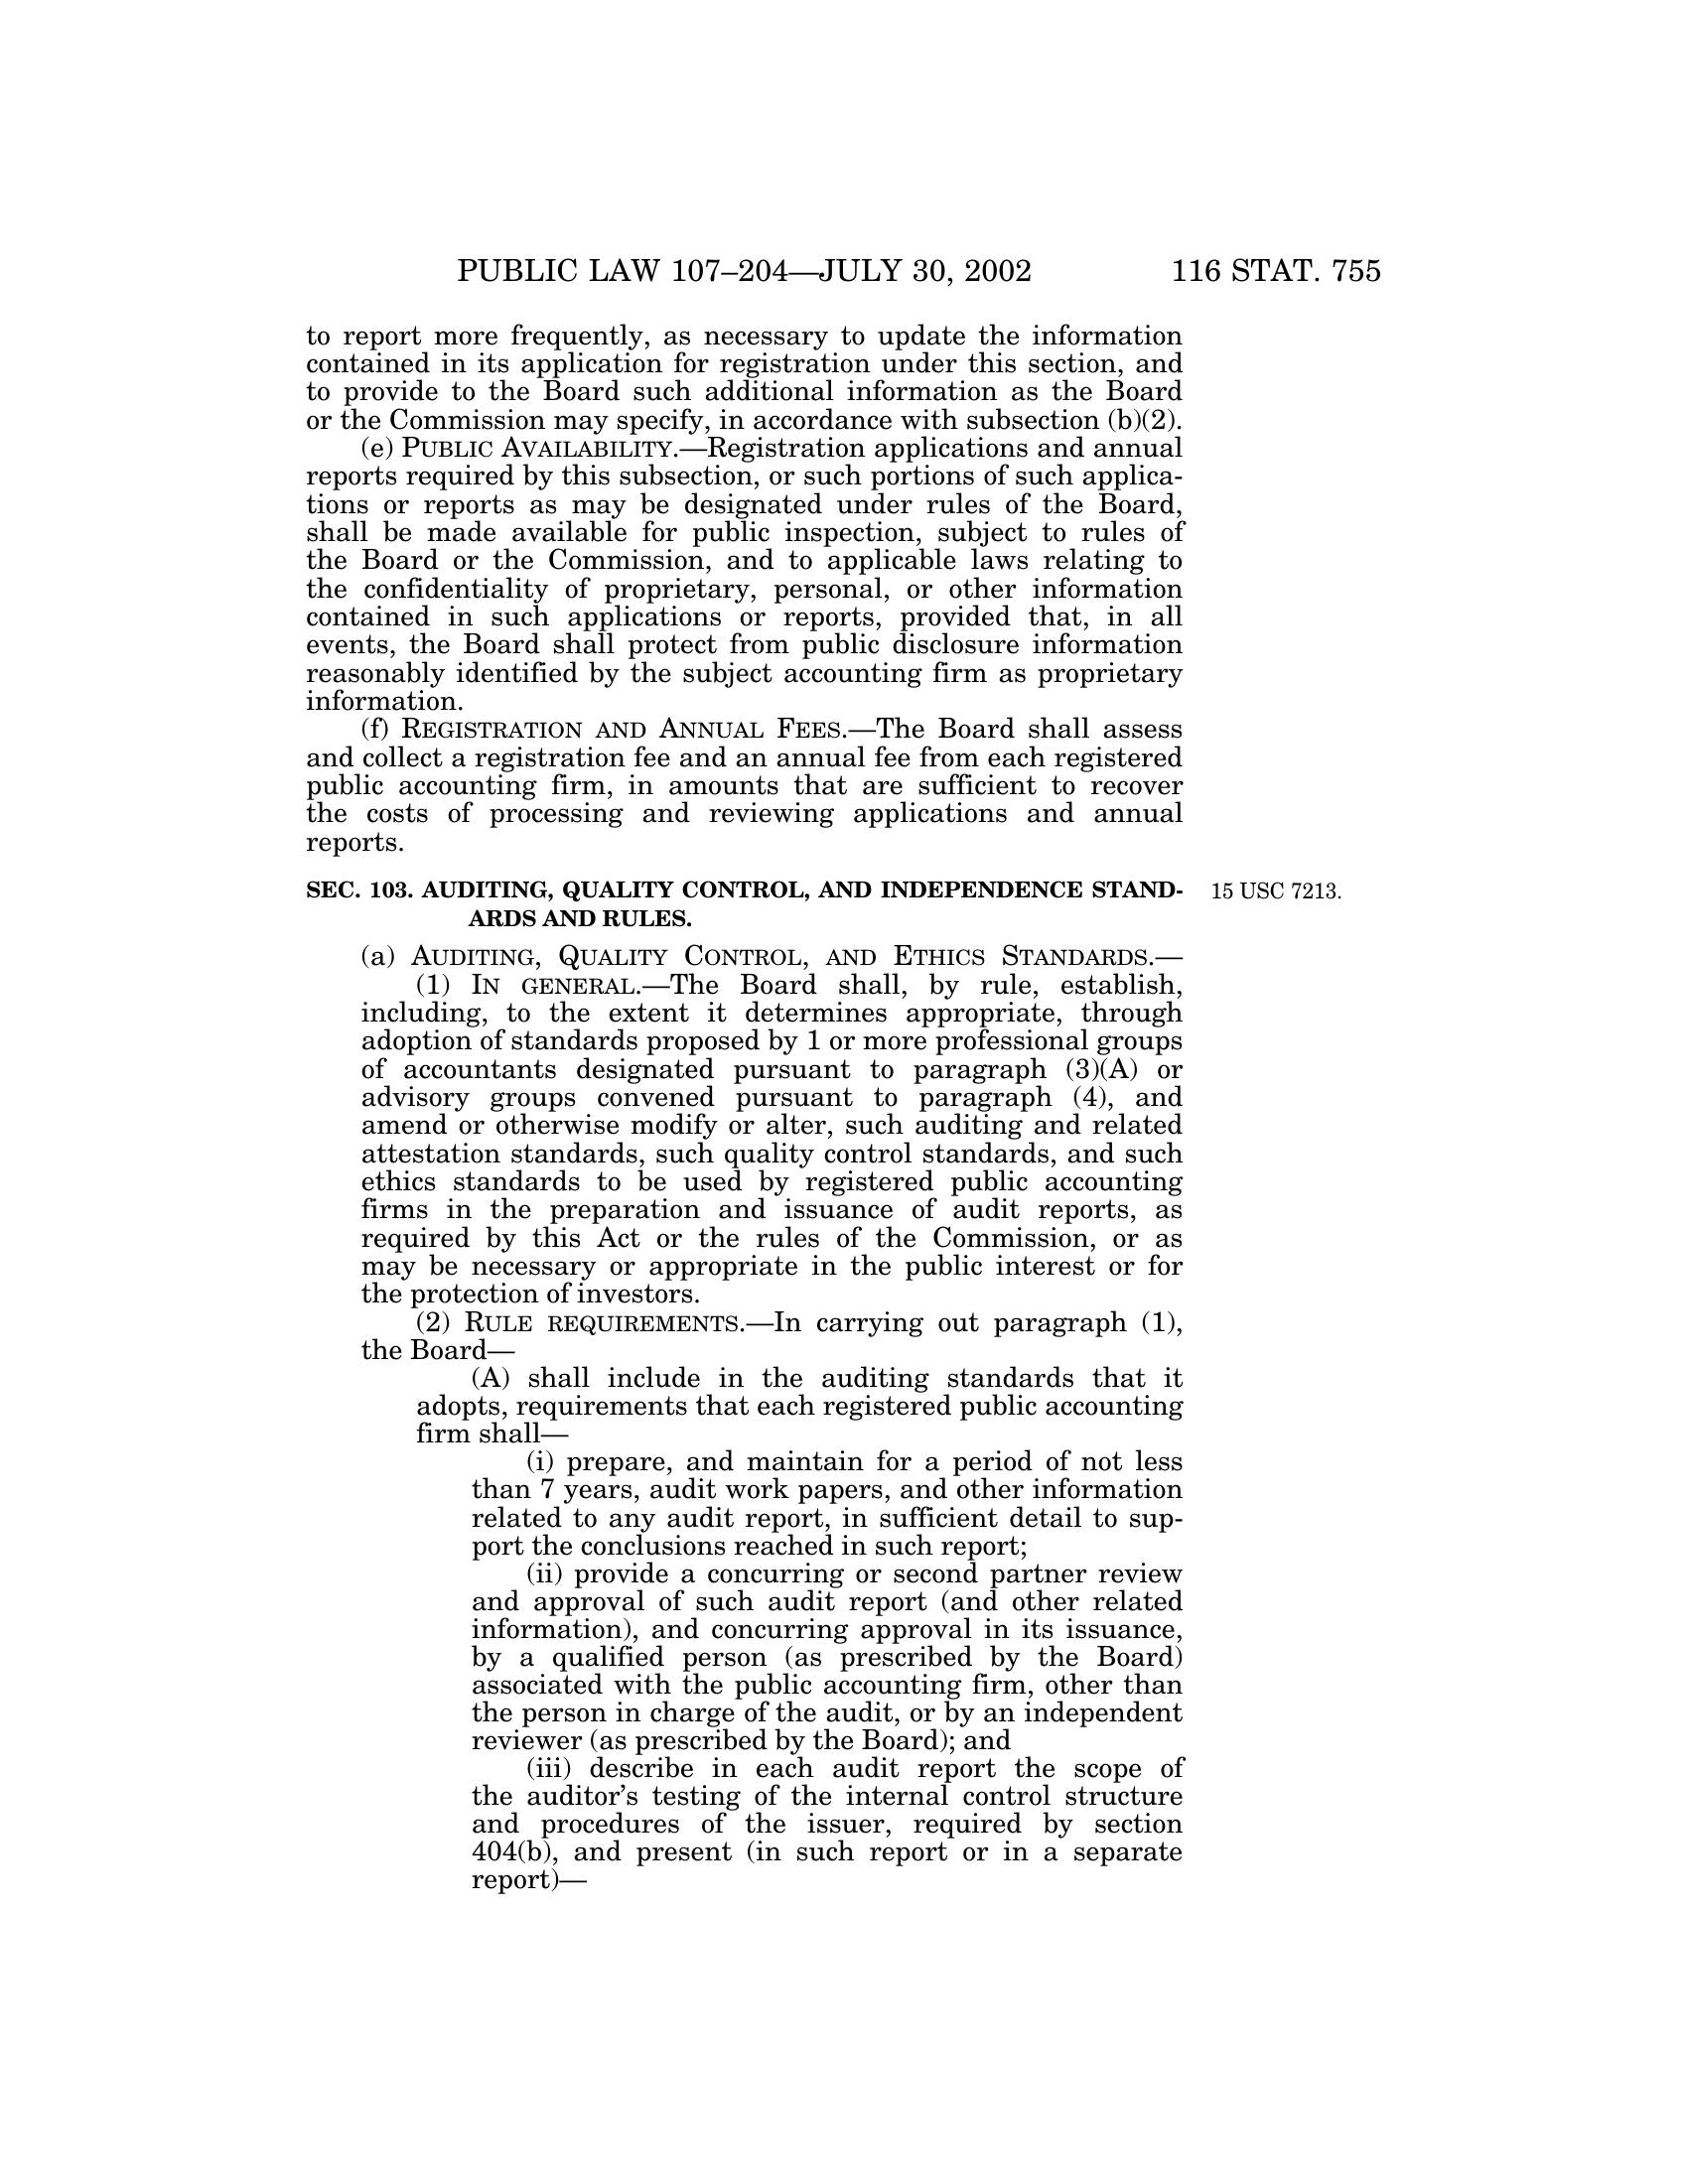 PUBLIC LAW 107–204—JULY 30, 2002 116 STAT. 755
to report more frequently, as necessary to update the information
contained in its application for registration under this section, and
to provide to the Board such additional information as the Board
or the Commission may specify, in accordance with subsection (b)(2).
(e) PUBLIC AVAILABILITY.—Registration applications and annual
reports required by this subsection, or such portions of such applica-
tions or reports as may be designated under rules of the Board,
shall be made available for public inspection, subject to rules of
the Board or the Commission, and to applicable laws relating to
the confidentiality of proprietary, personal, or other information
contained in such applications or reports, provided that, in all
events, the Board shall protect from public disclosure information
reasonably identified by the subject accounting firm as proprietary
information.
(f) REGISTRATION AND ANNUAL FEES.—The Board shall assess
and collect a registration fee and an annual fee from each registered
public accounting firm, in amounts that are sufficient to recover
the costs of processing and reviewing applications and annual
reports.
SEC. 103. AUDITING, QUALITY CONTROL, AND INDEPENDENCE STAND- 15 USC 7213.
ARDS AND RULES.
(a) AUDITING, QUALITY CONTROL, AND ETHICS STANDARDS.—
(1) IN GENERAL.—The Board shall, by rule, establish,
including, to the extent it determines appropriate, through
adoption of standards proposed by 1 or more professional groups
of accountants designated pursuant to paragraph (3)(A) or
advisory groups convened pursuant to paragraph (4), and
amend or otherwise modify or alter, such auditing and related
attestation standards, such quality control standards, and such
ethics standards to be used by registered public accounting
firms in the preparation and issuance of audit reports, as
required by this Act or the rules of the Commission, or as
may be necessary or appropriate in the public interest or for
the protection of investors.
(2) RULE REQUIREMENTS.—In carrying out paragraph (1),
the Board—
(A) shall include in the auditing standards that it
adopts, requirements that each registered public accounting
firm shall—
(i) prepare, and maintain for a period of not less
than 7 years, audit work papers, and other information
related to any audit report, in sufficient detail to sup-
port the conclusions reached in such report;
(ii) provide a concurring or second partner review
and approval of such audit report (and other related
information), and concurring approval in its issuance,
by a qualified person (as prescribed by the Board)
associated with the public accounting firm, other than
the person in charge of the audit, or by an independent
reviewer (as prescribed by the Board); and
(iii) describe in each audit report the scope of
the auditor’s testing of the internal control structure
and procedures of the issuer, required by section
404(b), and present (in such report or in a separate
report)—